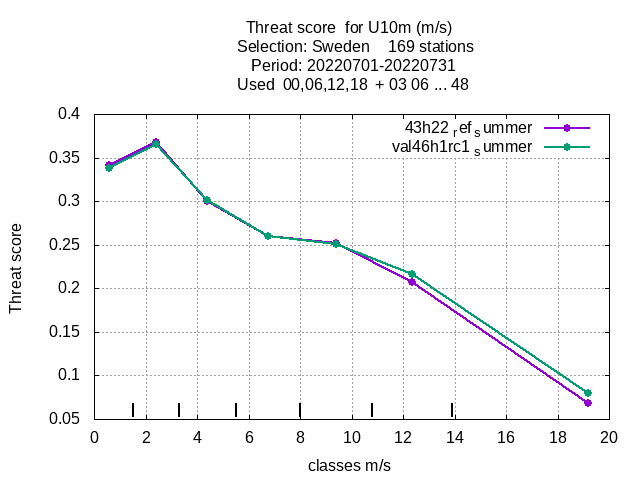 Threat score for U10m (m/s)
Selection: Sweden 169 stations
Period: 20220701-20220731
Used 00,06,12,18 + 03 06 ... 48
43h22 ref summer
val46h1rc1 summer
0.4
0.35
0.3
0.25
0.2
0.15
0.1
0.05
Threat score
0 2 4 6 8 10 12 14 16 18 20
classes m/s